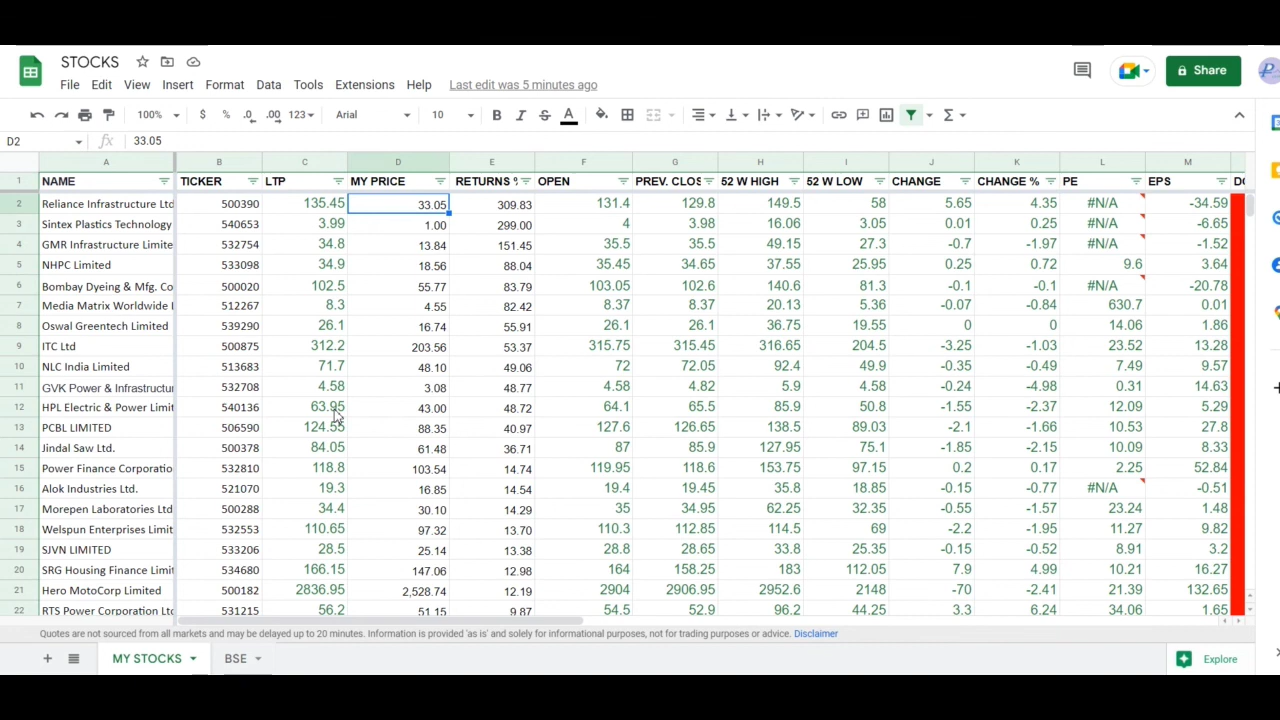 STOCKS
File Edit View Insert Format Data Tools Extensions Help Last edit was 5 minutes ago
Share
100% $ % .0 .00 123 Arial 10 B I S A Σ
D2 fx 33.05
A B C D E F G H I J K L M
1 NAME TICKER LTP MY PRICE RETURNS % OPEN PREV. CLOS 52 W HIGH 52 W LOW CHANGE CHANGE % PE EPS
2 Reliance Infrastructure Ltd 500390 135.45 33.05 309.83 131.4 129.8 149.5 58 5.65 4.35 #N/A -34.59
3 Sintex Plastics Technology 540653 3.99 1.00 299.00 4 3.98 16.06 3.05 0.01 0.25 #N/A -6.65
4 GMR Infrastructure Limite 532754 34.8 13.84 151.45 35.5 35.5 49.15 27.3 -0.7 -1.97 #N/A -1.52
5 NHPC Limited 533098 34.9 18.56 88.04 35.45 34.65 37.55 25.95 0.25 0.72 9.6 3.64
6 Bombay Dyeing & Mfg. Co 500020 102.5 55.77 83.79 103.05 102.6 140.6 81.3 -0.1 -0.1 #N/A -20.78
7 Media Matrix Worldwide 512267 8.3 4.55 82.42 8.37 8.37 20.13 5.36 -0.07 -0.84 630.7 0.01
8 Oswal Greentech Limited 539290 26.1 16.74 55.91 26.1 26.1 36.75 19.55 0 0 14.06 1.86
9 ITC Ltd 500875 312.2 203.56 53.37 315.75 315.45 316.65 204.5 -3.25 -1.03 23.52 13.28
10 NLC India Limited 513683 71.7 48.10 49.06 72 72.05 92.4 49.9 -0.35 -0.49 7.49 9.57
11 GVK Power & Infrastructur 532708 4.58 3.08 48.77 4.58 4.82 5.9 4.58 -0.24 -4.98 0.31 14.63
12 HPL Electric & Power Limit 540136 63.95 43.00 48.72 64.1 65.5 85.9 50.8 -1.55 -2.37 12.09 5.29
13 PCBL LIMITED 506590 124.55 88.35 40.97 127.6 126.65 138.5 89.03 -2.1 -1.66 10.53 27.8
14 Jindal Saw Ltd. 500378 84.05 61.48 36.71 87 85.9 127.95 75.1 -1.85 -2.15 10.09 8.33
15 Power Finance Corporatio 532810 118.8 103.54 14.74 119.95 118.6 153.75 97.15 0.2 0.17 2.25 52.84
16 Alok Industries Ltd. 521070 19.3 16.85 14.54 19.4 19.45 35.8 18.85 -0.15 -0.77 #N/A -0.51
17 Morepen Laboratories Ltd 500288 34.4 30.10 14.29 35 34.95 62.25 32.35 -0.55 -1.57 23.24 1.48
18 Welspun Enterprises Limit 532553 110.65 97.32 13.70 110.3 112.85 114.5 69 -2.2 -1.95 11.27 9.82
19 SJVN LIMITED 533206 28.5 25.14 13.38 28.8 28.65 33.8 25.35 -0.15 -0.52 8.91 3.2
20 SRG Housing Finance Limit 534680 166.15 147.06 12.98 164 158.25 183 112.05 7.9 4.99 10.21 16.27
21 Hero MotoCorp Limited 500182 2836.95 2,528.74 12.19 2904 2906.95 2952.6 2148 -70 -2.41 21.39 132.65
22 RTS Power Corporation Ltd 531215 56.2 51.15 9.87 54.5 52.9 96.2 44.25 3.3 6.24 34.06 1.65
Quotes are not sourced from all markets and may be delayed up to 20 minutes. Information is provided 'as is' and solely for informational purposes, not for trading purposes or advice. Disclaimer
MY STOCKS BSE Explore